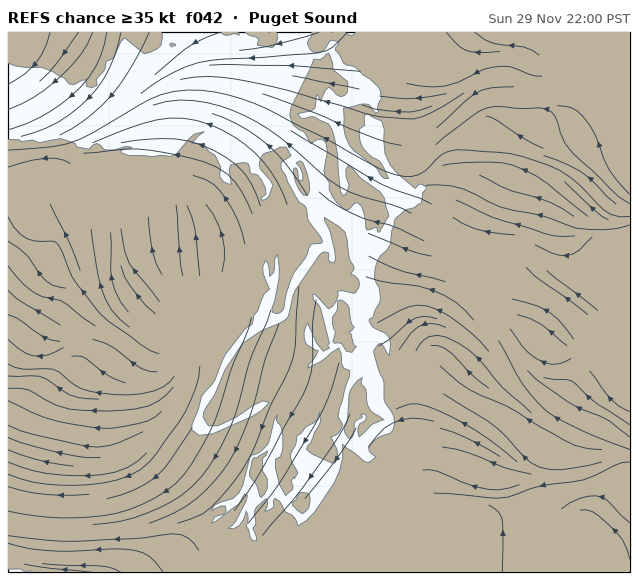 REFS chance ≥35 kt f042 · Puget Sound
Sun 29 Nov 22:00 PST